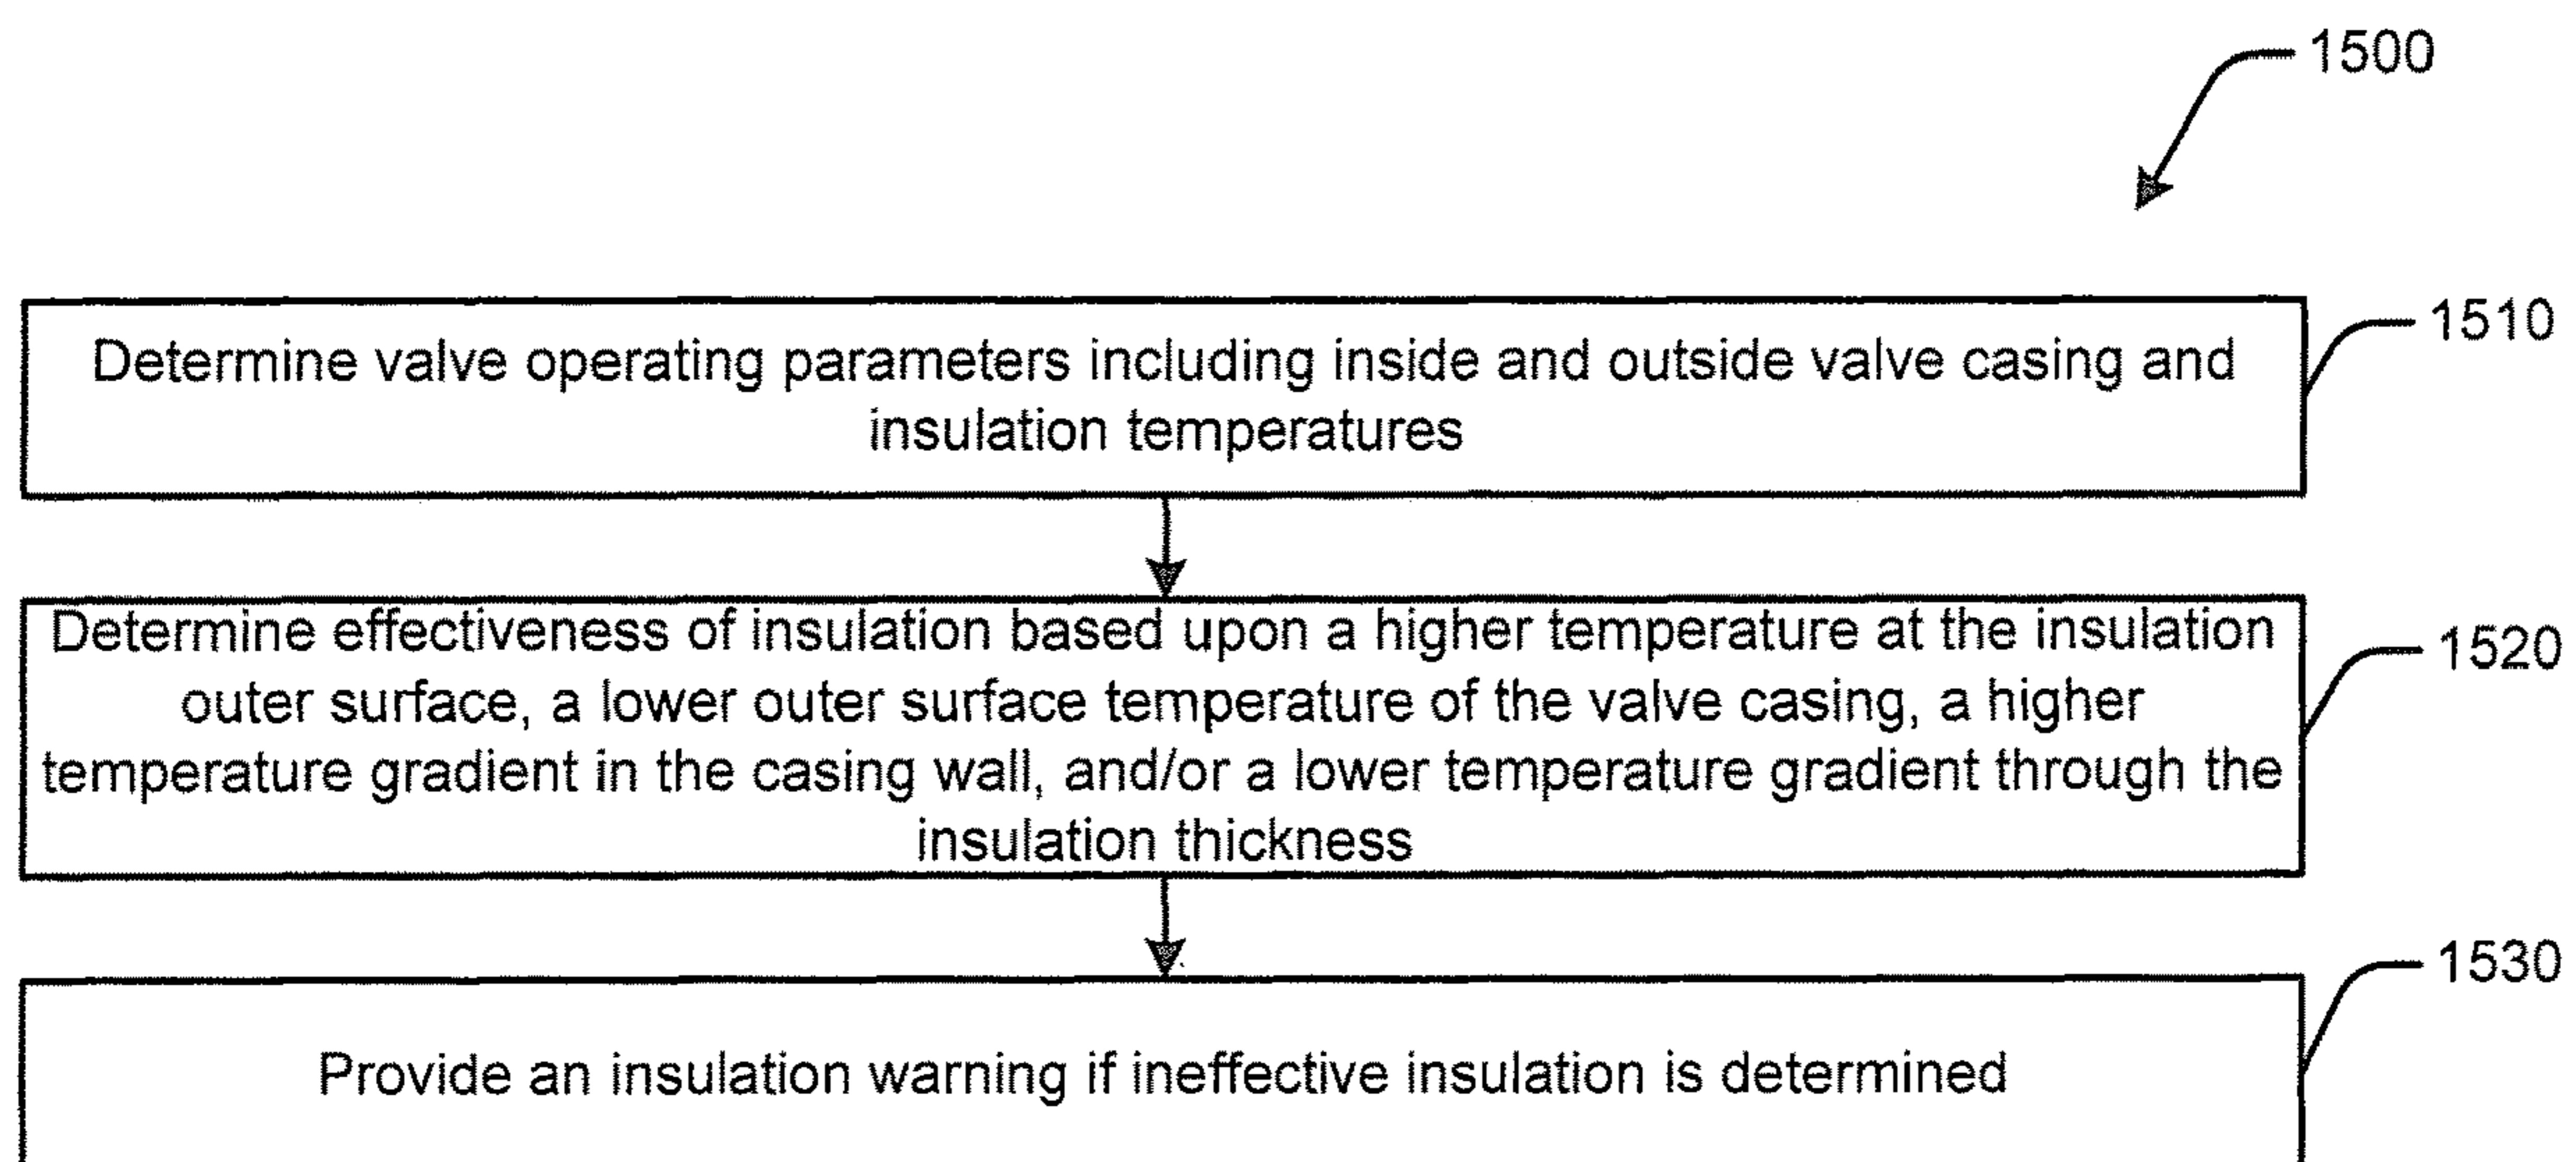 1500
Determine valve operating parameters including inside and outside valve casing and
insulation temperatures
1510
Determine effectiveness of insulation based upon a higher temperature at the insulation
outer surface, a lower outer surface temperature of the valve casing, a higher
temperature gradient in the casing wall, and/or a lower temperature gradient through the
insulation thickness
1520
Provide an insulation warning if ineffective insulation is determined
1530